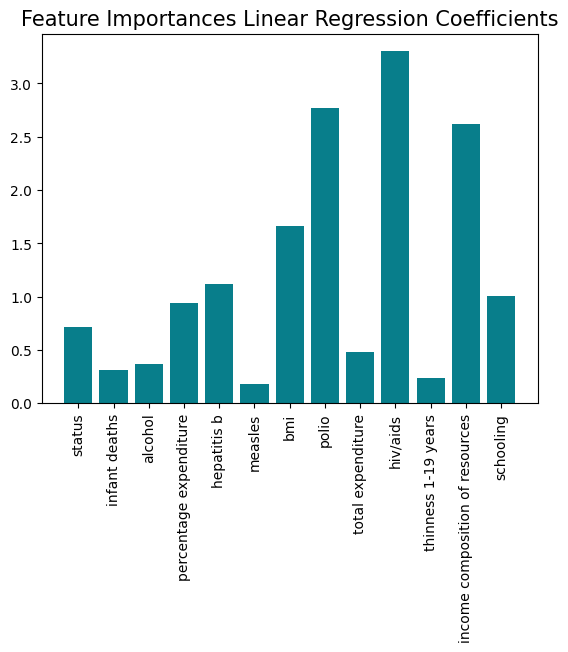 Feature Importances Linear Regression Coefficients
3.0
2.5
2.0
1.5
1.0
0.5
0.0
status
infant deaths
alcohol
percentage expenditure
hepatitis b
measles
bmi
polio
total expenditure
hiv/aids
thinness 1-19 years
income composition of resources
schooling